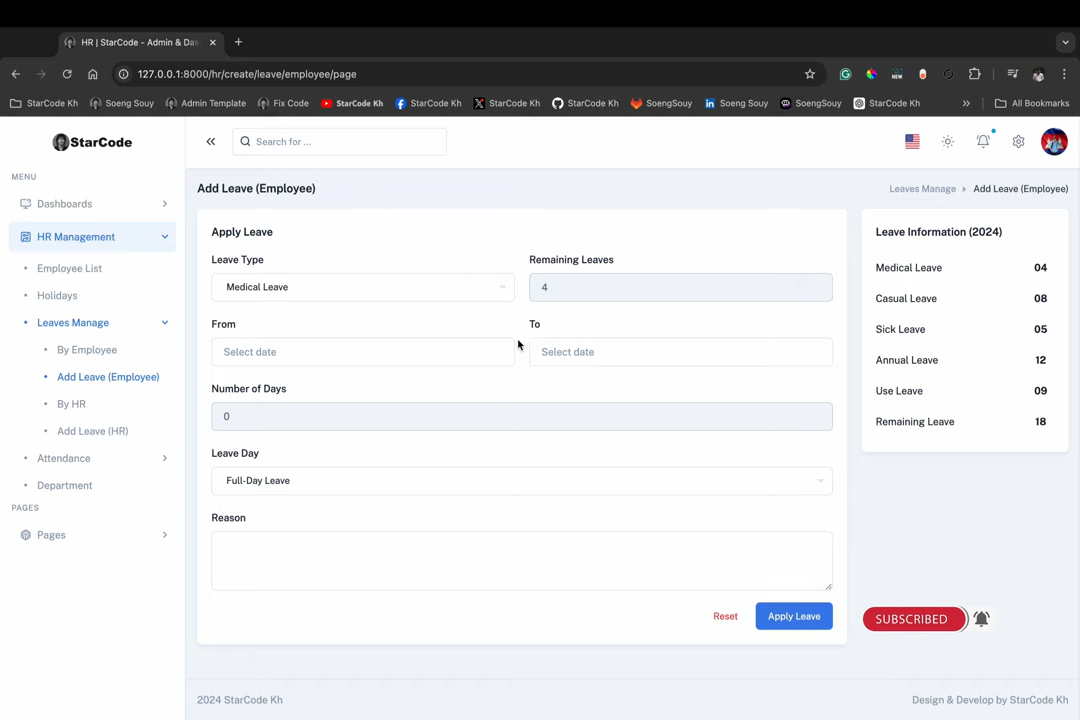 HR | StarCode - Admin & Das
127.0.0.1:8000/hr/create/leave/employee/page
NEW
StarCode Kh
Soeng Souy
Admin Template
Fix Code
StarCode Kh
StarCode Kh
StarCode Kh
StarCode Kh
SoengSouy
Soeng Souy
SoengSouy
StarCode Kh
All Bookmarks
StarCode
Search for ...
MENU
Dashboards
HR Management
Employee List
Holidays
Leaves Manage
By Employee
Add Leave (Employee)
By HR
Add Leave (HR)
Attendance
Department
PAGES
Pages
Add Leave (Employee)
Leaves Manage
Add Leave (Employee)
Apply Leave
Leave Type
Medical Leave
Remaining Leaves
4
From
Select date
To
Select date
Number of Days
0
Leave Day
Full-Day Leave
Reason
Reset
Apply Leave
Leave Information (2024)
Medical Leave 04
Casual Leave 08
Sick Leave 05
Annual Leave 12
Use Leave 09
Remaining Leave 18
SUBSCRIBED
2024 StarCode Kh
Design & Develop by StarCode Kh